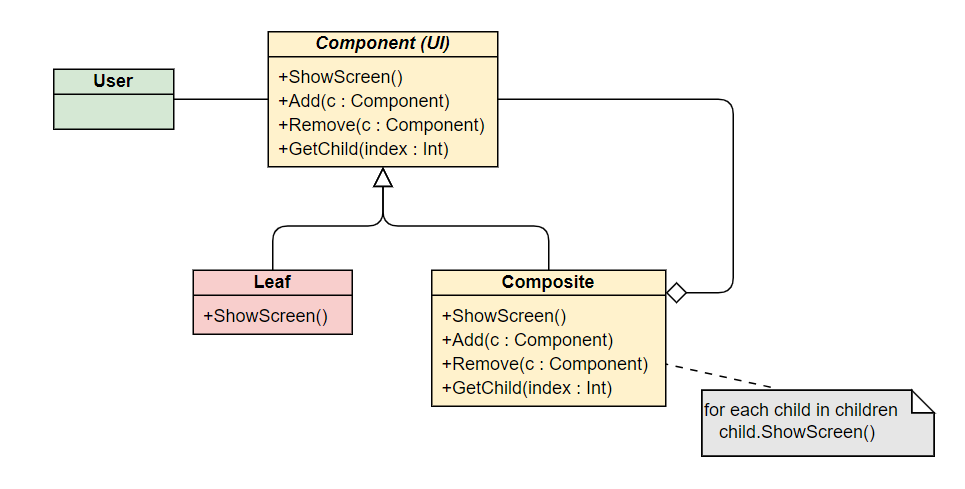 Component (UI)
User
+ShowScreen()
+Add(c : Component)
+Remove(c : Component)
+GetChild(index : Int)
Leaf
+ShowScreen()
Composite
+ShowScreen()
+Add(c : Component)
+Remove(c : Component)
+GetChild(index : Int)
for each child in children
child.ShowScreen()